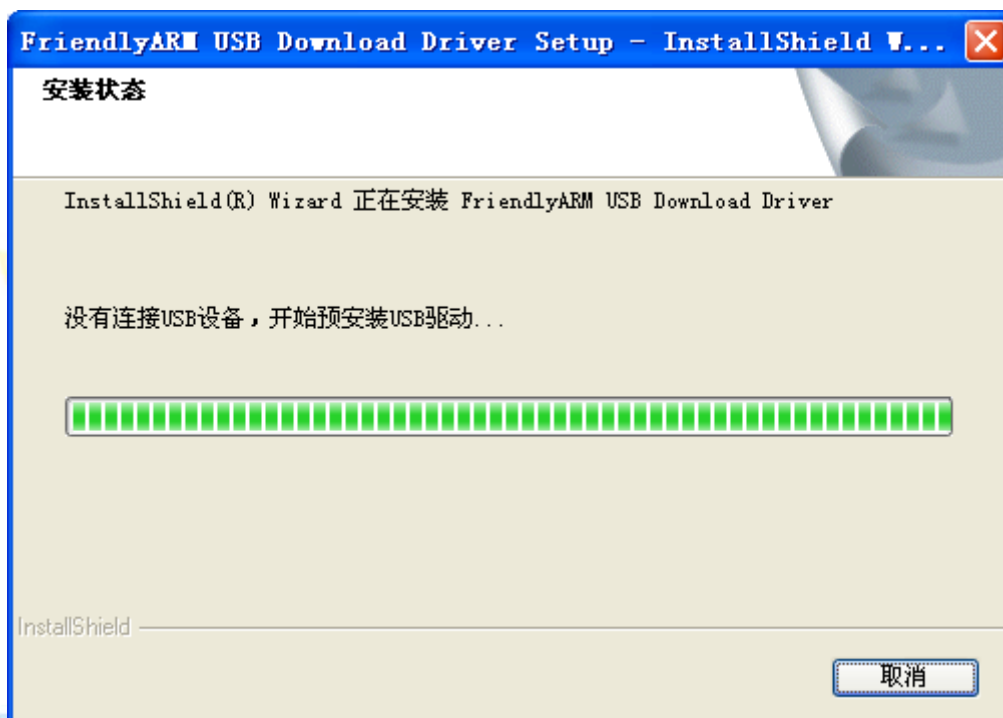 FriendlyARM USB Download Driver Setup - InstallShield W...
安装状态
InstallShield(R) Wizard 正在安装 FriendlyARM USB Download Driver
没有连接USB设备，开始预安装USB驱动...
InstallShield
取消